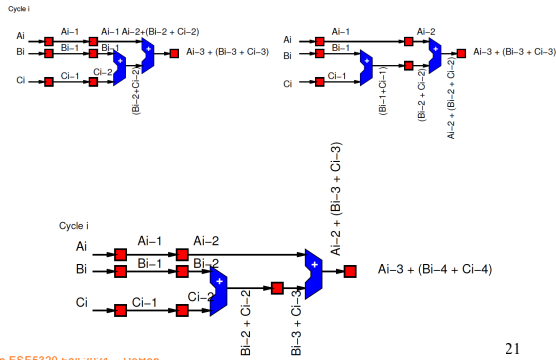 Cycle i
Ai Ai−1 Ai−1 Ai−2+(Bi−2 + Ci−2)
Bi Bi−1 Bi−1
Ai−3 + (Bi−3 + Ci−3)
Ci Ci−1 Ci−2
(Bi−2+Ci−2)
Ai Ai−1 Ai−2
Bi Bi−1
Ai−3 + (Bi−3 + Ci−3)
Ci Ci−1
(Bi−1+Ci−1)
(Bi−2 + Ci−2)
Ai−2 + (Bi−2 + Ci−2)
Cycle i
Ai Ai−1 Ai−2
Bi Bi−1 Bi−2
Ci Ci−1 Ci−2
Bi−2 + Ci−2
Bi−3 + Ci−3
Ai−2 + (Bi−3 + Ci−3)
Ai−3 + (Bi−4 + Ci−4)
ESE5320
21